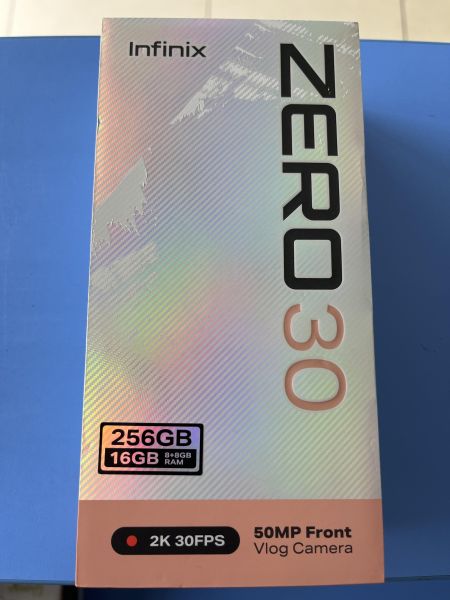 Infinix
ZERO 30
256GB
16GB 8+8GB RAM
2K 30FPS
50MP Front
Vlog Camera